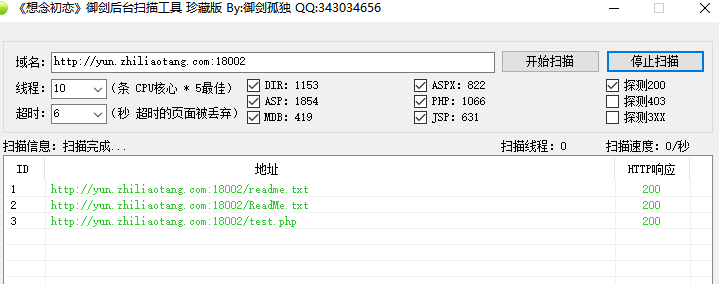 《想念初恋》御剑后台扫描工具 珍藏版 By:御剑孤独 QQ:343034656
域名: http://yun.zhiliaotang.com:18002 开始扫描 停止扫描
线程: 10 (条 CPU核心 * 5最佳) DIR: 1153 ASPX: 822 探测200
超时: 6 (秒 超时的页面被丢弃) ASP: 1854 PHP: 1066 探测403
MDB: 419 JSP: 631 探测3XX
扫描信息: 扫描完成... 扫描线程: 0 扫描速度: 0/秒
ID 地址 HTTP响应
1 http://yun.zhiliaotang.com:18002/readme.txt 200
2 http://yun.zhiliaotang.com:18002/ReadMe.txt 200
3 http://yun.zhiliaotang.com:18002/test.php 200